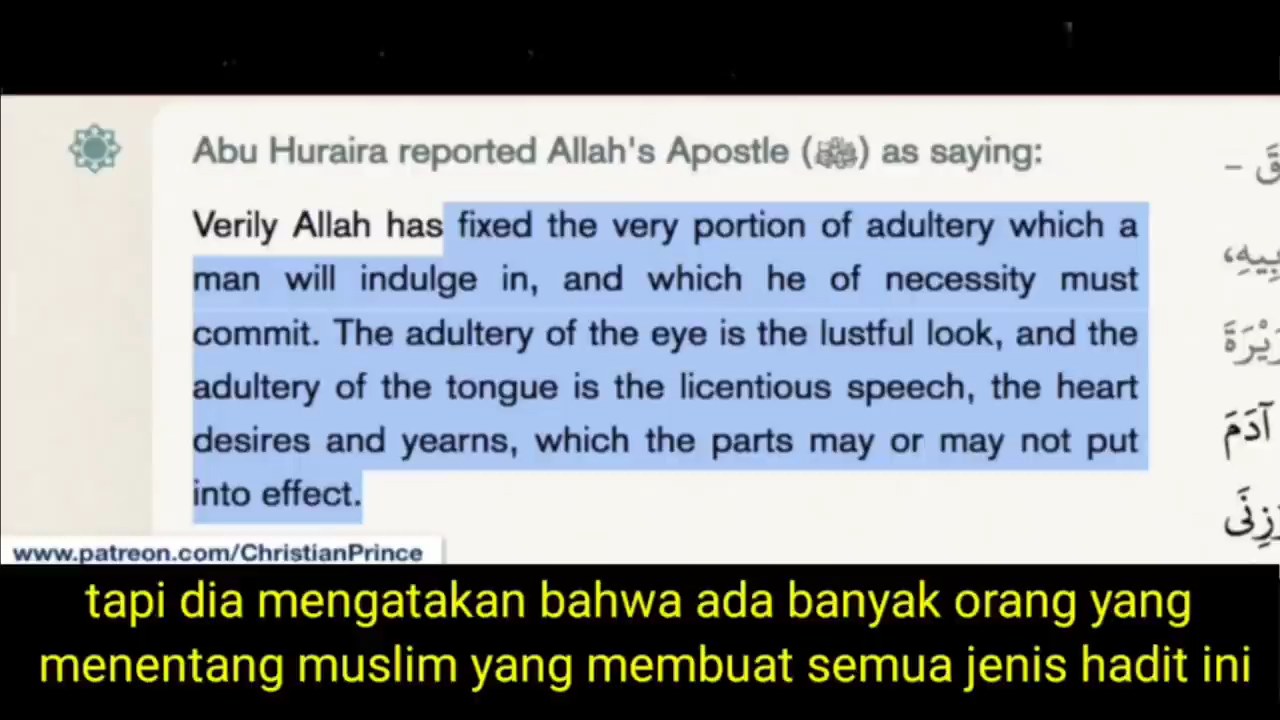 Abu Huraira reported Allah's Apostle (ﷺ) as saying:
Verily Allah has fixed the very portion of adultery which a
man will indulge in, and which he of necessity must
commit. The adultery of the eye is the lustful look, and the
adultery of the tongue is the licentious speech, the heart
desires and yearns, which the parts may or may not put
into effect.
آدَمَ
www.patreon.com/ChristianPrince
tapi dia mengatakan bahwa ada banyak orang yang
menentang muslim yang membuat semua jenis hadit ini